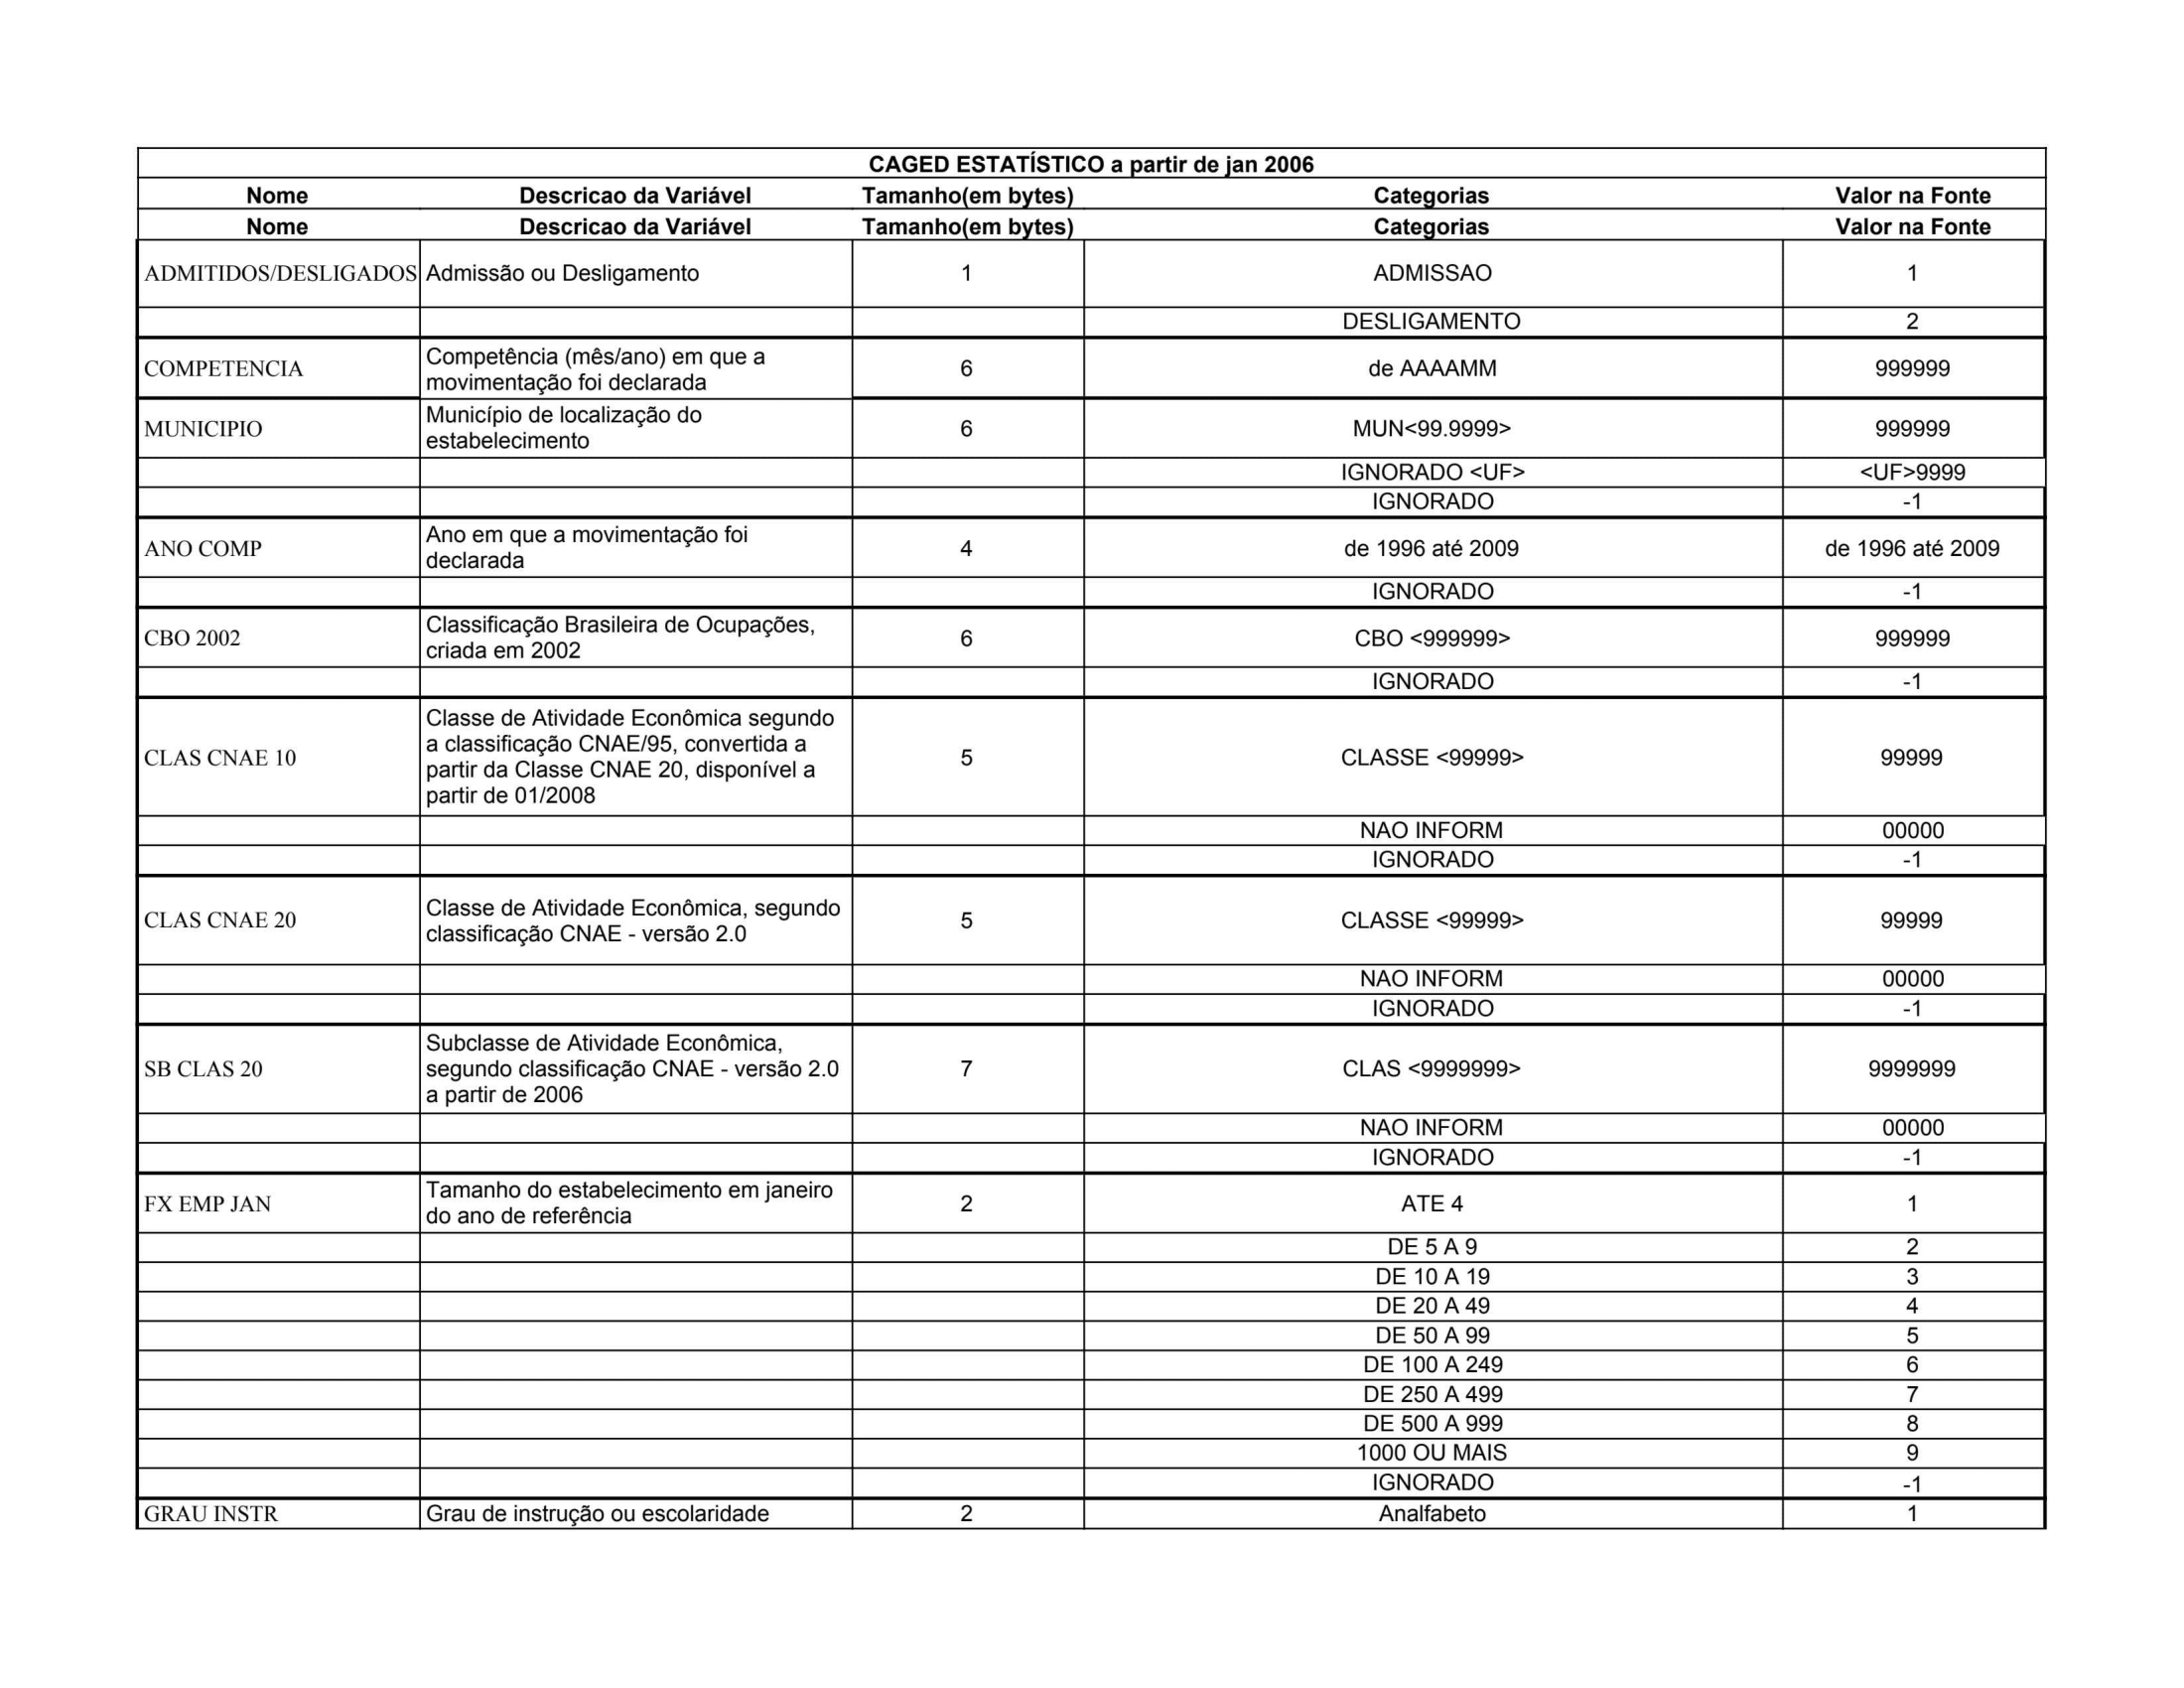 CAGED ESTATÍSTICO a partir de jan 2006
Nome Descricao da Variável Tamanho(em bytes) Categorias Valor na Fonte
Nome Descricao da Variável Tamanho(em bytes) Categorias Valor na Fonte
ADMITIDOS/DESLIGADOS Admissão ou Desligamento 1 ADMISSAO 1
DESLIGAMENTO 2
COMPETENCIA Competência (mês/ano) em que a
movimentação foi declarada 6 de AAAAMM 999999
MUNICIPIO Município de localização do
estabelecimento 6 MUN<99.9999> 999999
IGNORADO <UF> <UF>9999
IGNORADO -1
ANO COMP Ano em que a movimentação foi
declarada 4 de 1996 até 2009 de 1996 até 2009
IGNORADO -1
CBO 2002 Classificação Brasileira de Ocupações,
criada em 2002 6 CBO <999999> 999999
IGNORADO -1
CLAS CNAE 10 Classe de Atividade Econômica segundo
a classificação CNAE/95, convertida a
partir da Classe CNAE 20, disponível a
partir de 01/2008 5 CLASSE <99999> 99999
NAO INFORM 00000
IGNORADO -1
CLAS CNAE 20 Classe de Atividade Econômica, segundo
classificação CNAE - versão 2.0 5 CLASSE <99999> 99999
NAO INFORM 00000
IGNORADO -1
SB CLAS 20 Subclasse de Atividade Econômica,
segundo classificação CNAE - versão 2.0
a partir de 2006 7 CLAS <9999999> 9999999
NAO INFORM 00000
IGNORADO -1
FX EMP JAN Tamanho do estabelecimento em janeiro
do ano de referência 2 ATE 4 1
DE 5 A 9 2
DE 10 A 19 3
DE 20 A 49 4
DE 50 A 99 5
DE 100 A 249 6
DE 250 A 499 7
DE 500 A 999 8
1000 OU MAIS 9
IGNORADO -1
GRAU INSTR Grau de instrução ou escolaridade 2 Analfabeto 1